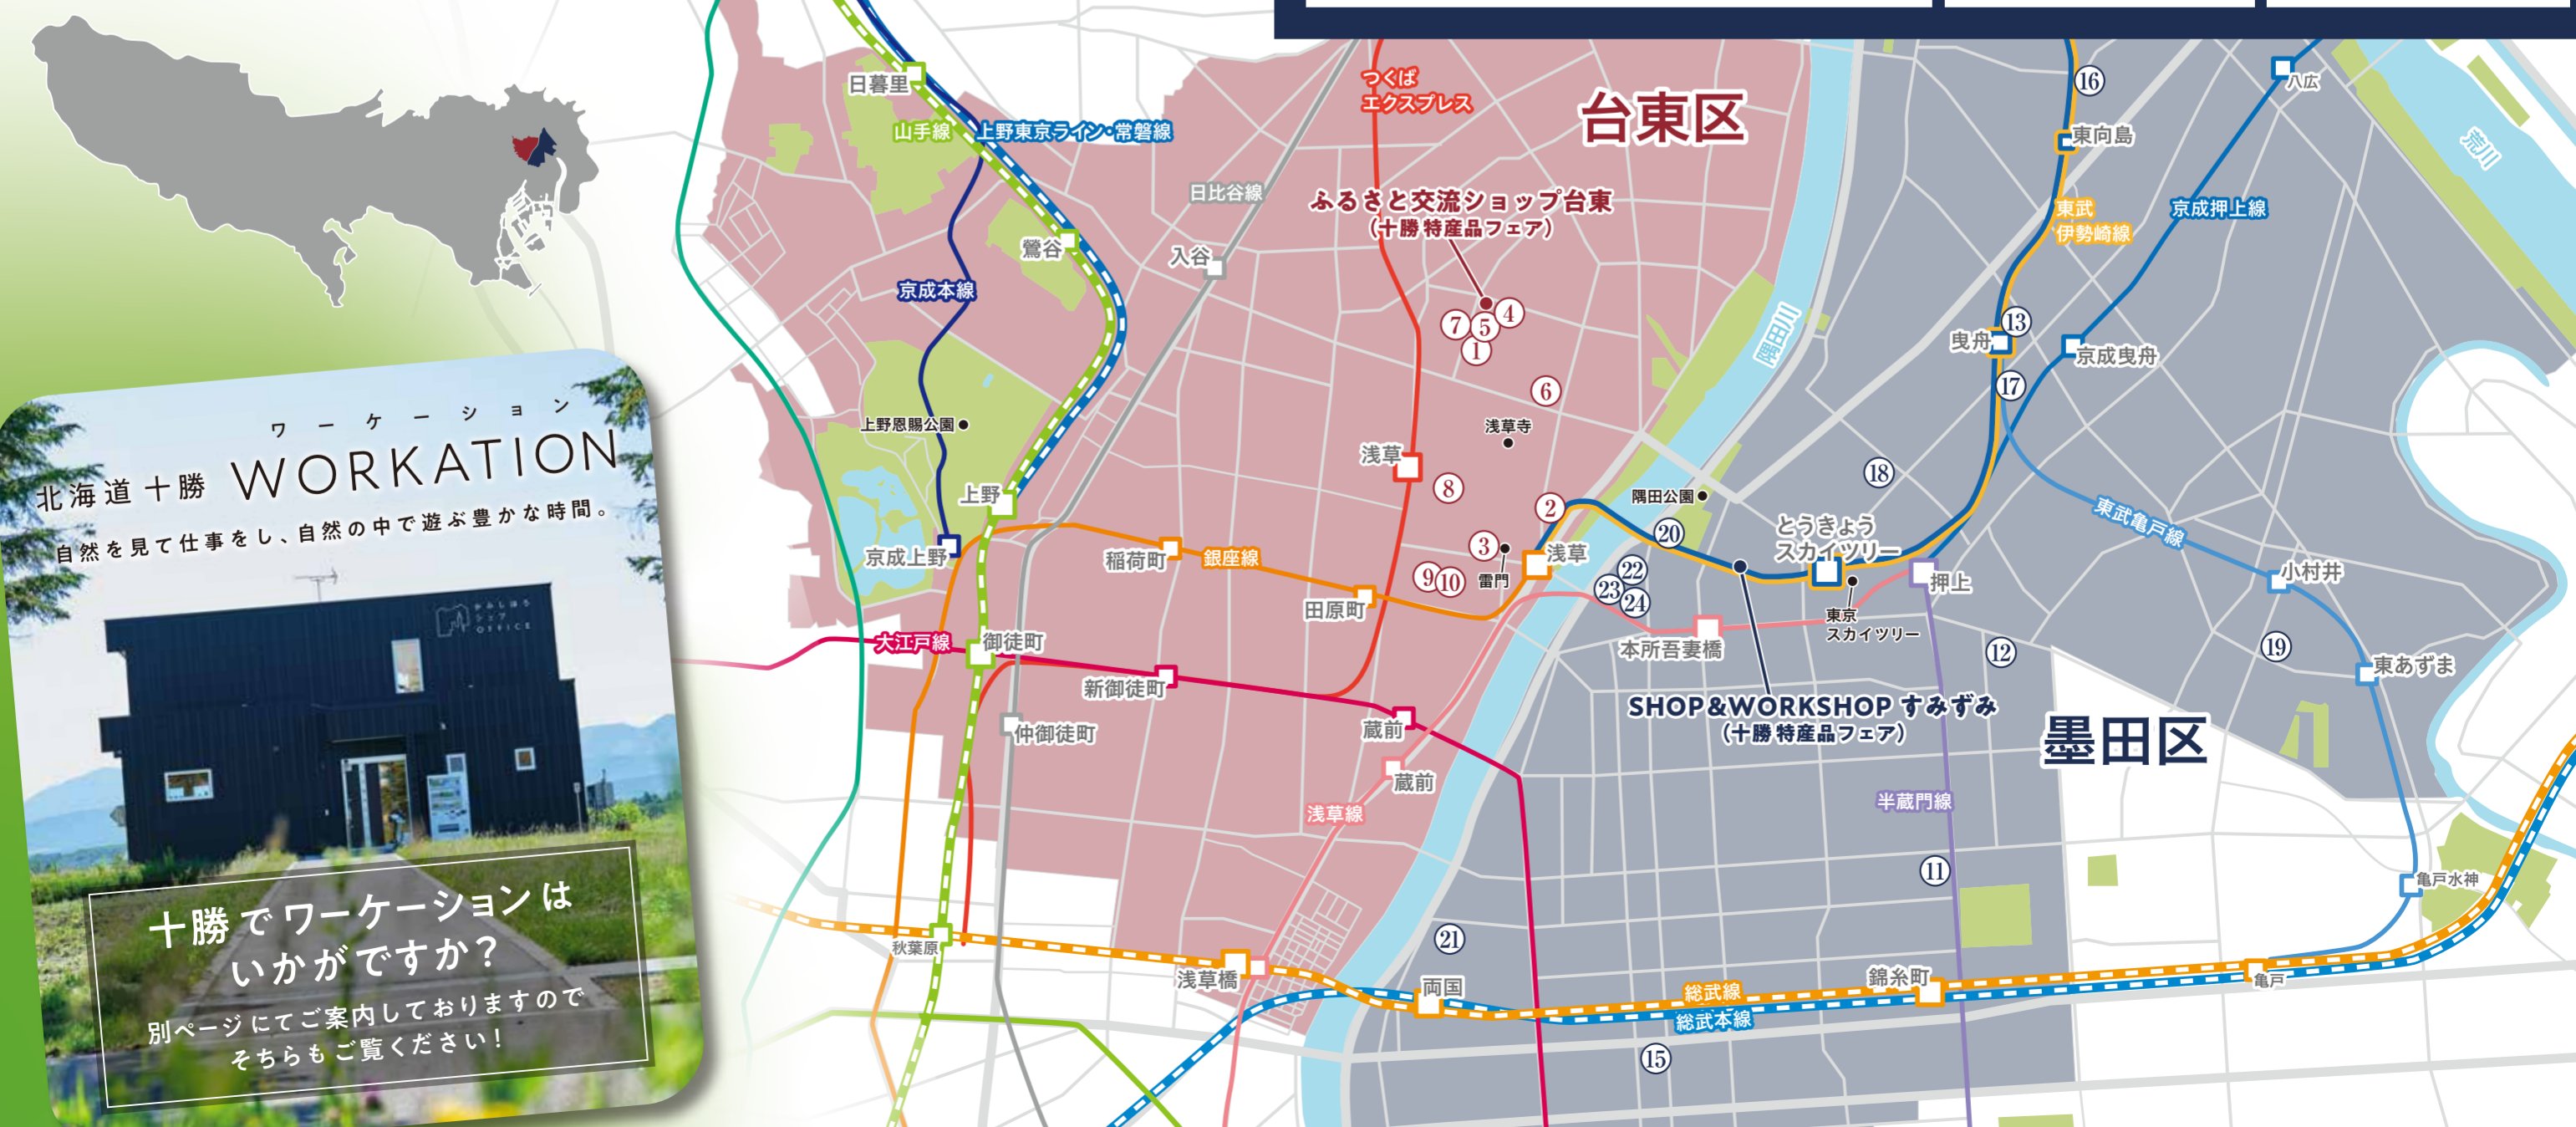 ワーケーション
北海道 十勝 WORKATION
自然を見て仕事をし、自然の中で遊ぶ豊かな時間。
かみしほろ
シェア
OFFICE
十勝でワーケーションは
いかがですか?
別ページにてご案内しておりますので
そちらもご覧ください!
日暮里
山手線
上野東京ライン・常磐線
つくば
エクスプレス
台東区
日比谷線
ふるさと交流ショップ台東
(十勝 特産品フェア)
鶯谷
入谷
京成本線
④
⑦
⑤
①
⑥
上野恩賜公園
浅草寺
浅草
⑧
上野
②
京成上野
稲荷町
銀座線
③
雷門
浅草
⑨
⑩
田原町
大江戸線
御徒町
新御徒町
仲御徒町
蔵前
蔵前
浅草線
秋葉原
浅草橋
隅田川
荒川
⑯
八広
東向島
東武
伊勢崎線
京成押上線
⑬
曳舟
京成曳舟
⑰
⑱
隅田公園
⑳
とうきょう
スカイツリー
東武亀戸線
㉒
㉓
㉔
押上
小村井
東京
スカイツリー
本所吾妻橋
⑫
⑲
東あずま
SHOP&WORKSHOP すみずみ
(十勝 特産品フェア)
墨田区
半蔵門線
⑪
亀戸水神
㉑
両国
総武線
総武本線
錦糸町
亀戸
⑮